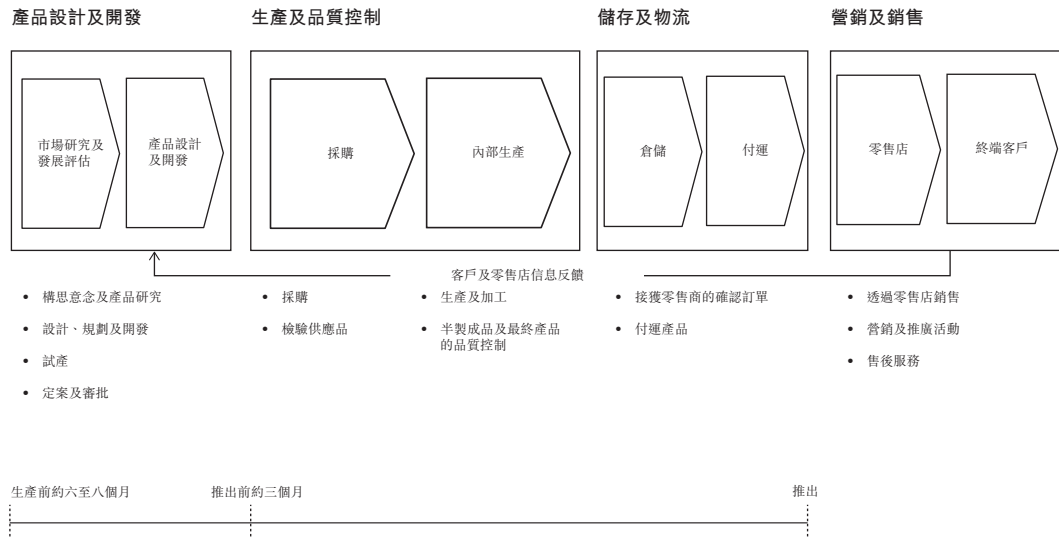 產品設計及開發
生產及品質控制
儲存及物流
營銷及銷售
市場研究及
發展評估
產品設計
及開發
採購
內部生產
倉儲
付運
零售店
終端客戶
客戶及零售店信息反饋
• 構思意念及產品研究
• 設計、規劃及開發
• 試產
• 定案及審批
• 採購
• 檢驗供應品
• 生產及加工
• 半製成品及最終產品
的品質控制
• 接獲零售商的確認訂單
• 付運產品
• 透過零售店銷售
• 營銷及推廣活動
• 售後服務
生產前約六至八個月
推出前約三個月
推出